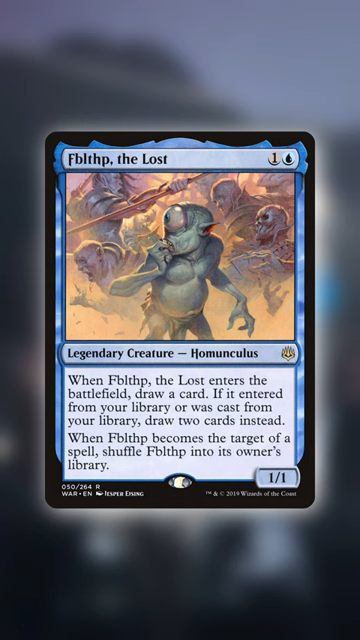 Fblthp, the Lost 1
Legendary Creature — Homunculus
When Fblthp, the Lost enters the
battlefield, draw a card. If it entered
from your library or was cast from
your library, draw two cards instead.
When Fblthp becomes the target of a
spell, shuffle Fblthp into its owner's
library.
1/1
050/264 R
WAR • EN Jesper Ejsing ™ & © 2019 Wizards of the Coast